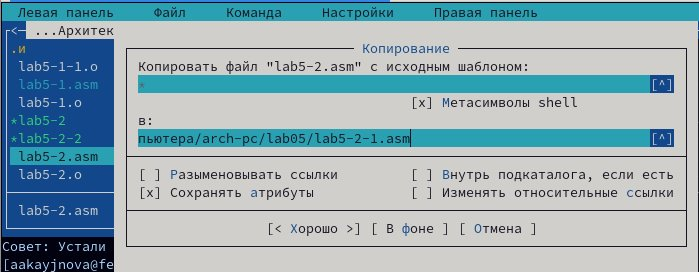 Левая панель Файл Команда Настройки Правая панель
<— ...Архитек
.и
lab5-1-1.o
lab5-1.asm
lab5-1.o
*lab5-2
*lab5-2-2
lab5-2.asm
lab5-2.o
lab5-2.asm
Совет: Устали
[aakayjnova@fe
Копирование
Копировать файл "lab5-2.asm" с исходным шаблоном:
* [^]
[x] Метасимволы shell
в:
пьютера/arch-pc/lab05/lab5-2-1.asm [^]
[ ] Разыменовывать ссылки [ ] Внутрь подкаталога, если есть
[x] Сохранять атрибуты [ ] Изменять относительные ссылки
[< Хорошо >] [ В фоне ] [ Отмена ]